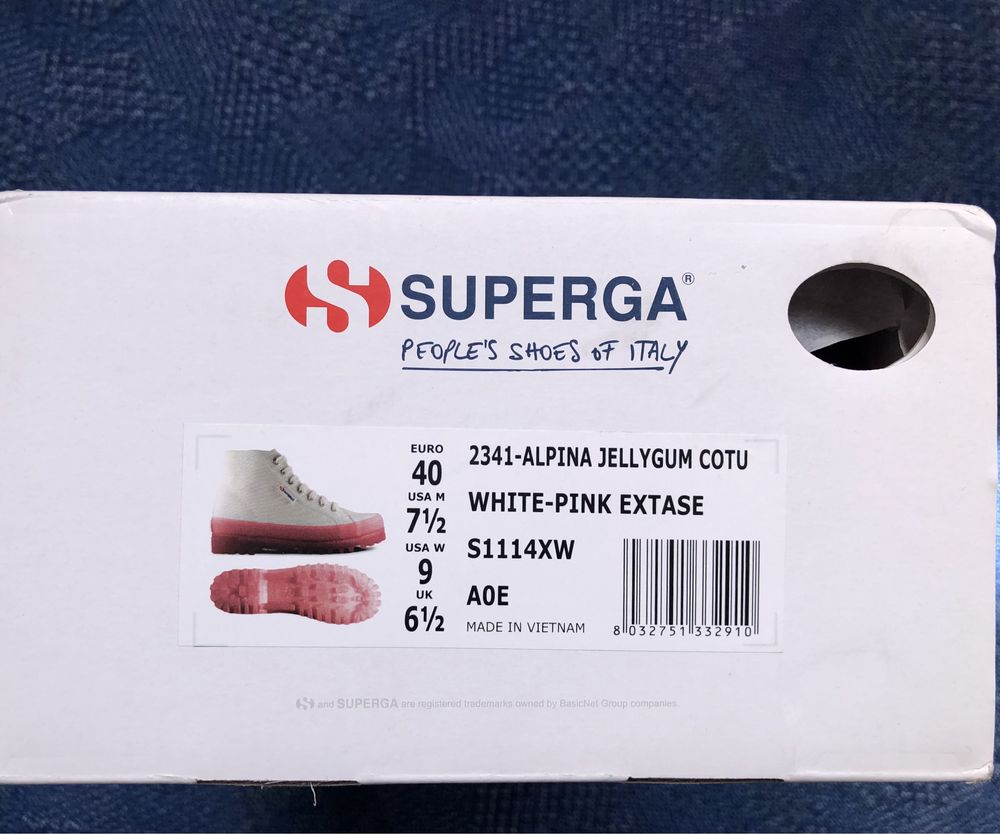 SUPERGA®
PEOPLE'S SHOES OF ITALY
EURO
40
USA M
7½
USA W
9
UK
6½
2341-ALPINA JELLYGUM COTU
WHITE-PINK EXTASE
S1114XW
A0E
MADE IN VIETNAM
8 032751 332910
and SUPERGA are registered trademarks owned by BasicNet Group companies.